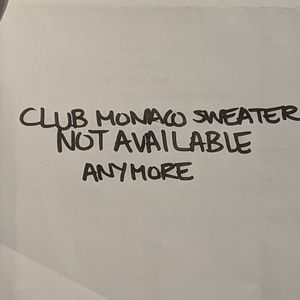 CLUB MONACO SWEATER
NOT AVAILABLE
ANYMORE